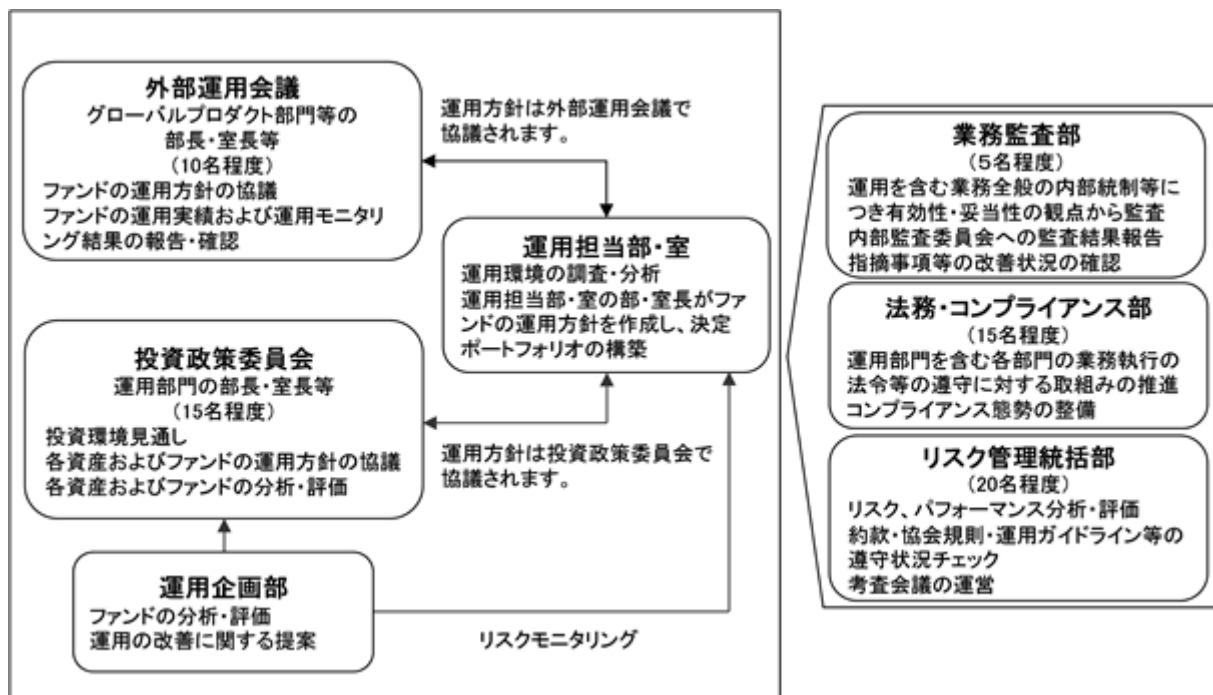 外部運用会議
グローバルプロダクト部門等の
部長・室長等
(10名程度)
ファンドの運用方針の協議
ファンドの運用実績および運用モニタリ
ング結果の報告・確認
運用方針は外部運用会議で
協議されます。
運用担当部・室
運用環境の調査・分析
運用担当部・室の部・室長がファ
ンドの運用方針を作成し、決定
ポートフォリオの構築
投資政策委員会
運用部門の部長・室長等
(15名程度)
投資環境見通し
各資産およびファンドの運用方針の協議
各資産およびファンドの分析・評価
運用方針は投資政策委員会で
協議されます。
運用企画部
ファンドの分析・評価
運用の改善に関する提案
リスクモニタリング
業務監査部
(5名程度)
運用を含む業務全般の内部統制等に
つき有効性・妥当性の観点から監査
内部監査委員会への監査結果報告
指摘事項等の改善状況の確認
法務・コンプライアンス部
(15名程度)
運用部門を含む各部門の業務執行の
法令等の遵守に対する取組みの推進
コンプライアンス態勢の整備
リスク管理統括部
(20名程度)
リスク、パフォーマンス分析・評価
約款・協会規則・運用ガイドライン等の
遵守状況チェック
考査会議の運営